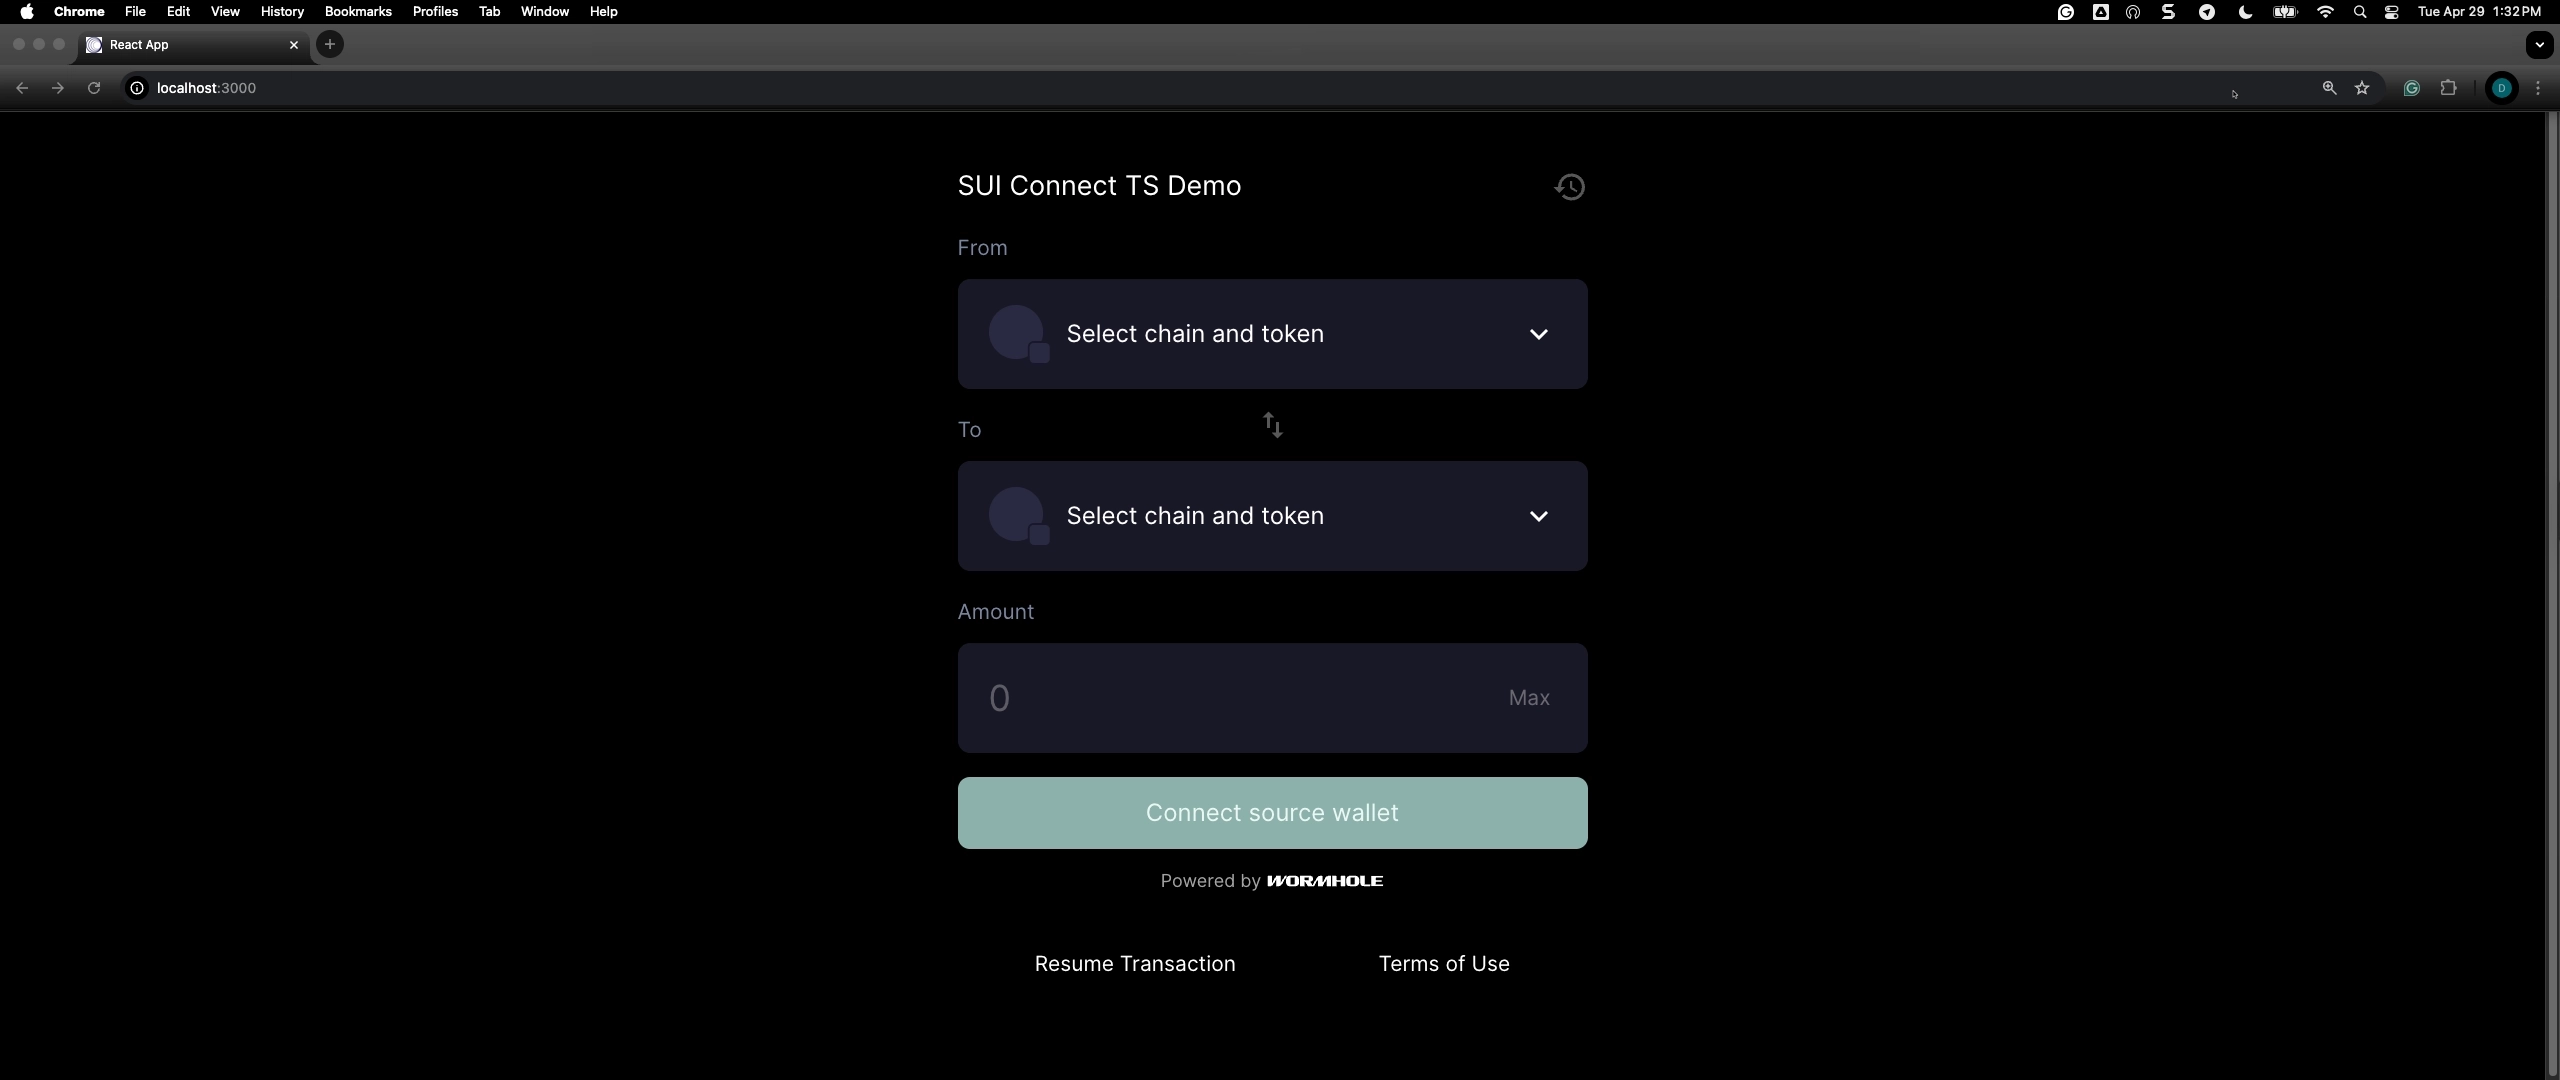 Chrome File Edit View History Bookmarks Profiles Tab Window Help Tue Apr 29 1:32 PM
React App
localhost:3000 D
SUI Connect TS Demo
From
Select chain and token
To
Select chain and token
Amount
0 Max
Connect source wallet
Powered by WORMHOLE
Resume Transaction Terms of Use